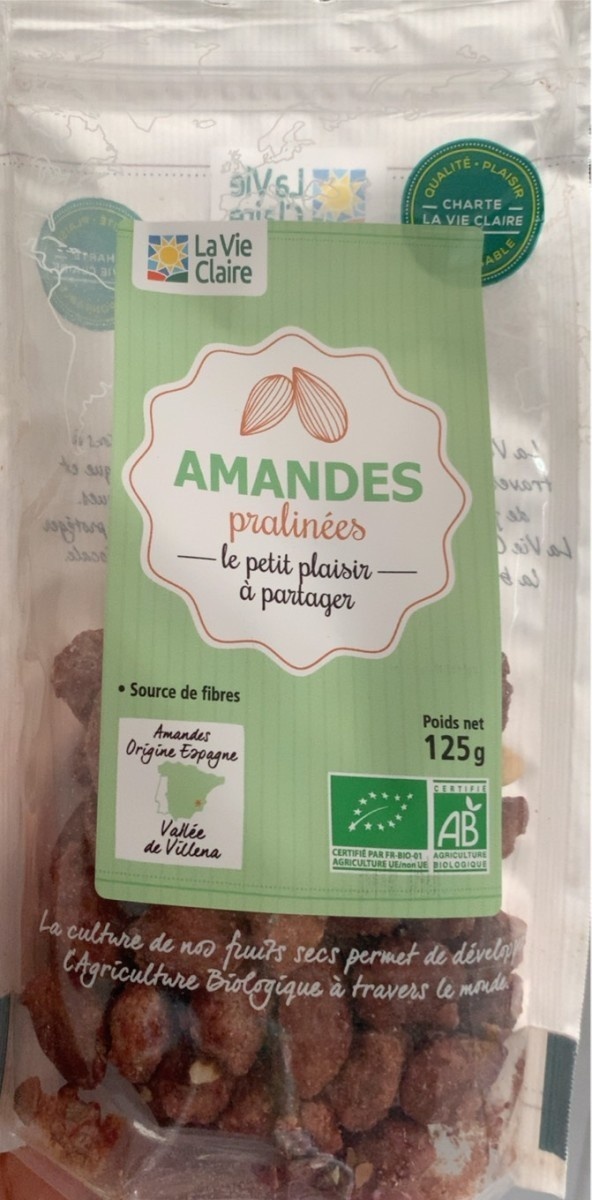 QUALITÉ • PLAISIR
CHARTE
LA VIE CLAIRE
La Vie
Claire
AMANDES
pralinées
le petit plaisir
à partager
• Source de fibres
Amandes
Origine Espagne
Vallée
de Villena
Poids net
125 g
CERTIFIÉ
AB
CERTIFIÉ PAR FR-BIO-01
AGRICULTURE UE/non UE
AGRICULTURE
BIOLOGIQUE
La culture de nos fruits secs permet de
l'Agriculture Biologique à travers le monde.